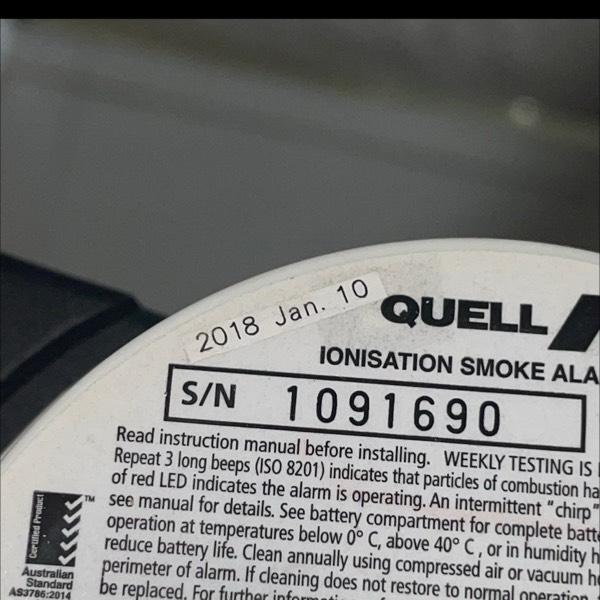 2018 Jan. 10
QUELL
IONISATION SMOKE
S/N 1091690
Read instruction manual before installing. WEEKLY TESTING IS
Repeat 3 long beeps (ISO 8201) indicates that particles of combustion
of red LED indicates the alarm is operating. An intermittent "chirp"
see manual for details. See battery compartment for complete
operation at temperatures below 0° C, above 40° C, or in humidity
reduce battery life. Clean annually using compressed air or vacuum
perimeter of alarm. If cleaning does not restore to normal operation
be replaced. For further
Certified Product
TM
Australian
Standard
AS3786:2014